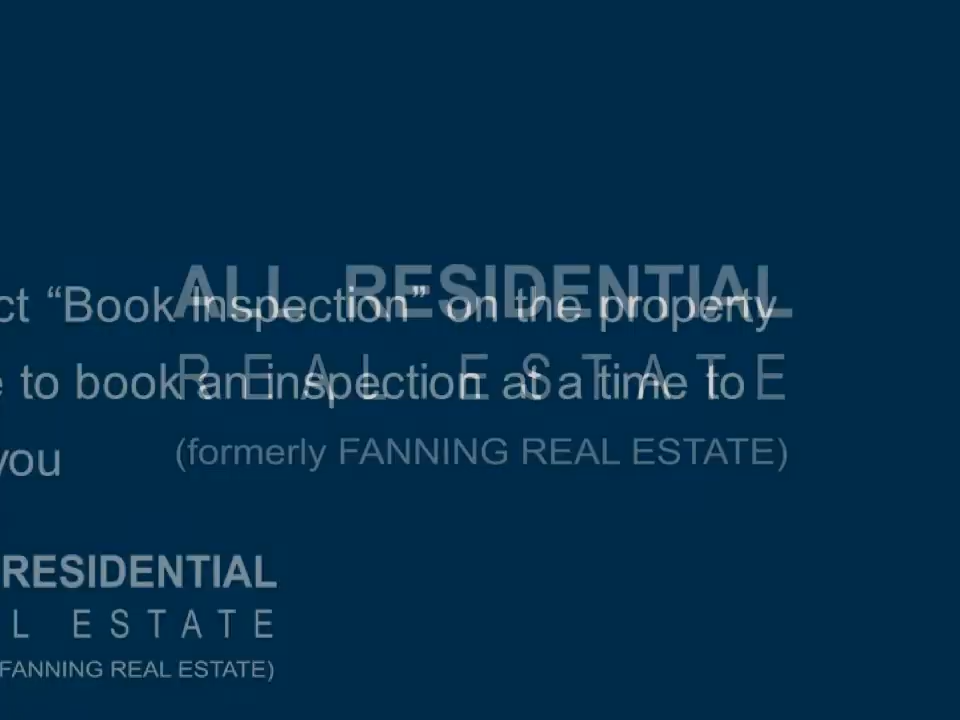 “Book Inspection” on the property
to book an inspection at a time to
you
ALL RESIDENTIAL
REAL ESTATE
(formerly FANNING REAL ESTATE)
RESIDENTIAL
L ESTATE
FANNING REAL ESTATE)